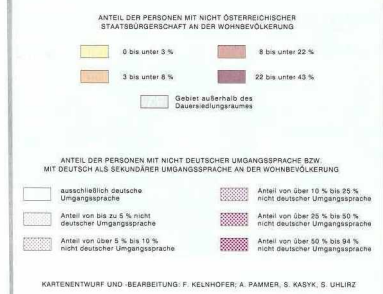 ANTEIL DER PERSONEN MIT NICHT ÖSTERREICHISCHER
STAATSBÜRGERSCHAFT AN DER WOHNBEVÖLKERUNG
0 bis unter 3 %
8 bis unter 22 %
3 bis unter 8 %
22 bis unter 43 %
Gebiet außerhalb des
Dauersiedlungsraumes
ANTEIL DER PERSONEN MIT NICHT DEUTSCHER UMGANGSSPRACHE BZW.
MIT DEUTSCH ALS SEKUNDÄRER UMGANGSSPRACHE AN DER WOHNBEVÖLKERUNG
ausschließlich deutsche
Umgangssprache
Anteil von über 10 % bis 25 %
nicht deutscher Umgangssprache
Anteil von bis zu 5 % nicht
deutscher Umgangssprache
Anteil von über 25 % bis 50 %
nicht deutscher Umgangssprache
Anteil von über 5 % bis 10 %
nicht deutscher Umgangssprache
Anteil von über 50 % bis 94 %
nicht deutscher Umgangssprache
KARTENENTWURF UND -BEARBEITUNG: F. KELNHOFER; A. PAMMER, S. KASYK, S. UHLIRZ